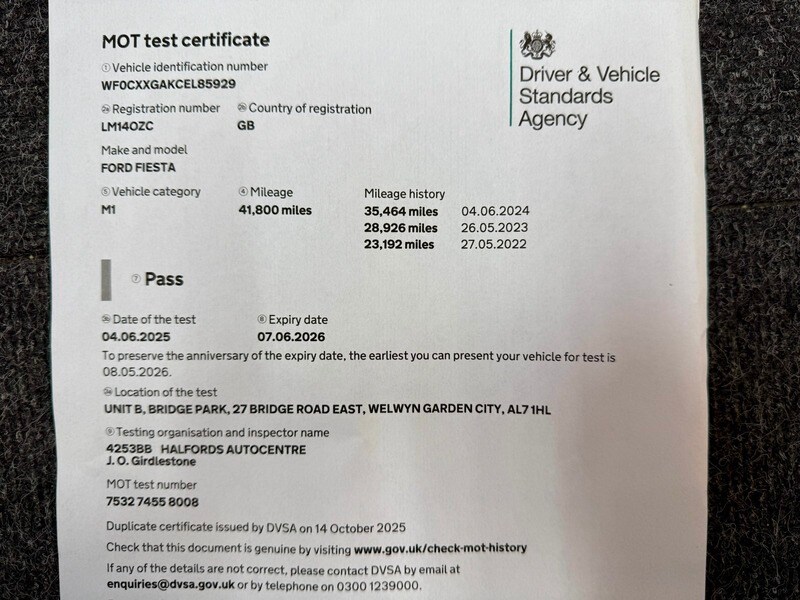 MOT test certificate
Driver & Vehicle
Standards
Agency
① Vehicle identification number
WF0CXXGAKCEL85929
Registration number Country of registration
LM14OZC GB
Make and model
FORD FIESTA
⑤ Vehicle category ④ Mileage Mileage history
M1 41,800 miles 35,464 miles 04.06.2024
28,926 miles 26.05.2023
23,192 miles 27.05.2022
⑦ Pass
Date of the test ⑧ Expiry date
04.06.2025 07.06.2026
To preserve the anniversary of the expiry date, the earliest you can present your vehicle for test is
08.05.2026.
Location of the test
UNIT B, BRIDGE PARK, 27 BRIDGE ROAD EAST, WELWYN GARDEN CITY, AL7 1HL
⑨ Testing organisation and inspector name
4253BB HALFORDS AUTOCENTRE
J. O. Girdlestone
MOT test number
7532 7455 8008
Duplicate certificate issued by DVSA on 14 October 2025
Check that this document is genuine by visiting www.gov.uk/check-mot-history
If any of the details are not correct, please contact DVSA by email at
enquiries@dvsa.gov.uk or by telephone on 0300 1239000.